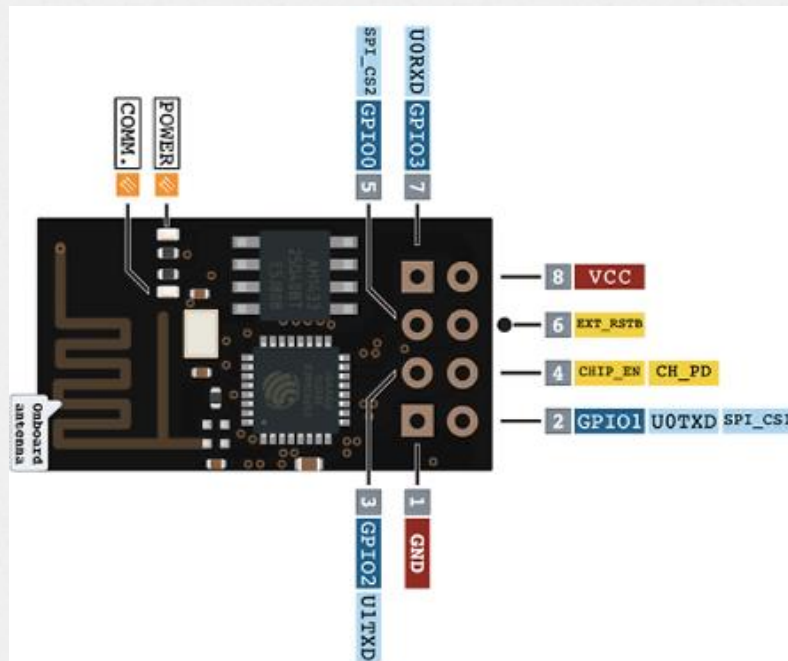 SPI_CS2 GPIO0 5
U0RXD GPIO3 7
COMM.
POWER
8 VCC
6 EXT_RSTB
4 CHIP_EN CH_PD
2 GPIO1 U0TXD SPI_CS1
Onboard
antenna
3 GPIO2 U1TXD
1 GND